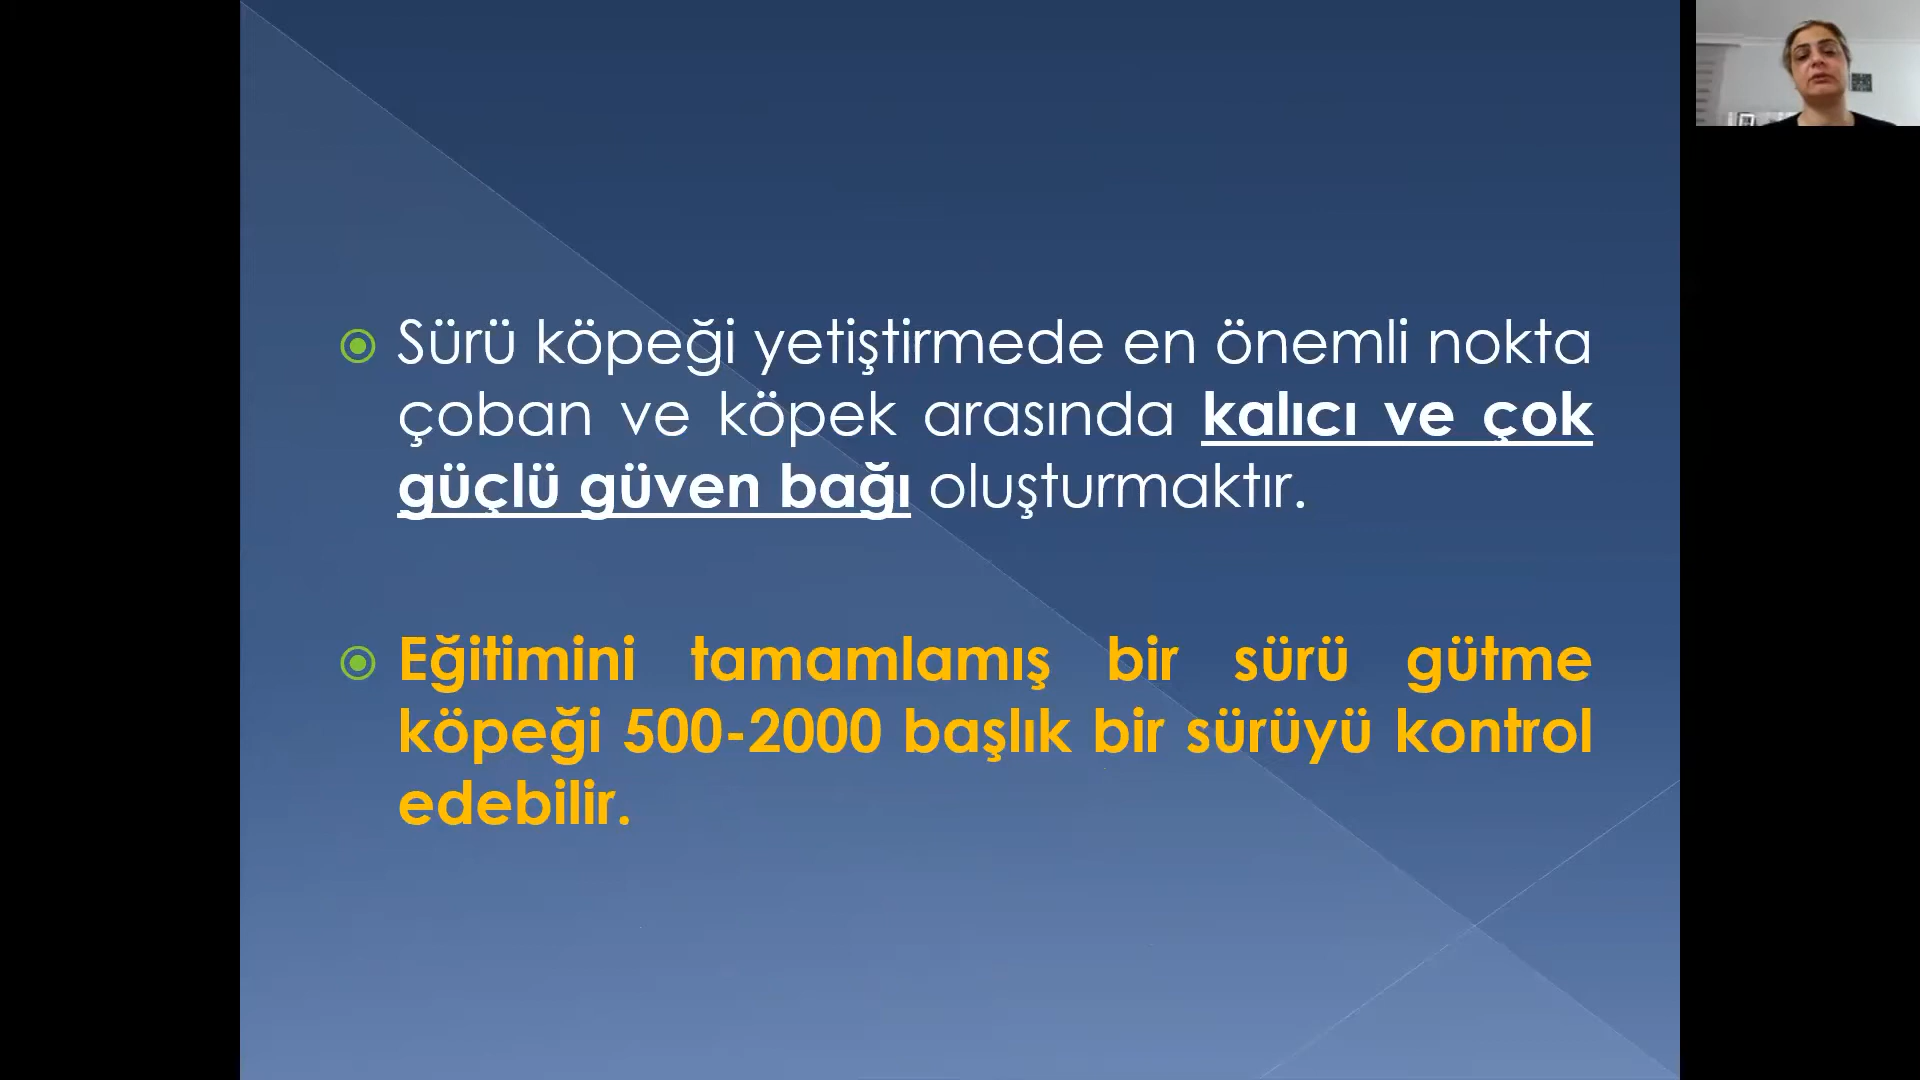 Sürü köpeği yetiştirmede en önemli nokta
çoban ve köpek arasında kalıcı ve çok
güçlü güven bağı oluşturmaktır.
Eğitimini tamamlamış bir sürü gütme
köpeği 500-2000 başlık bir sürüyü kontrol
edebilir.